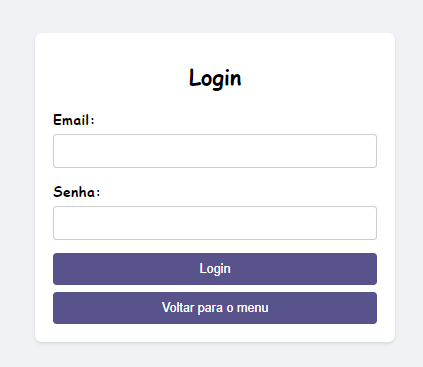 Login
Email:
Senha:
Login
Voltar para o menu